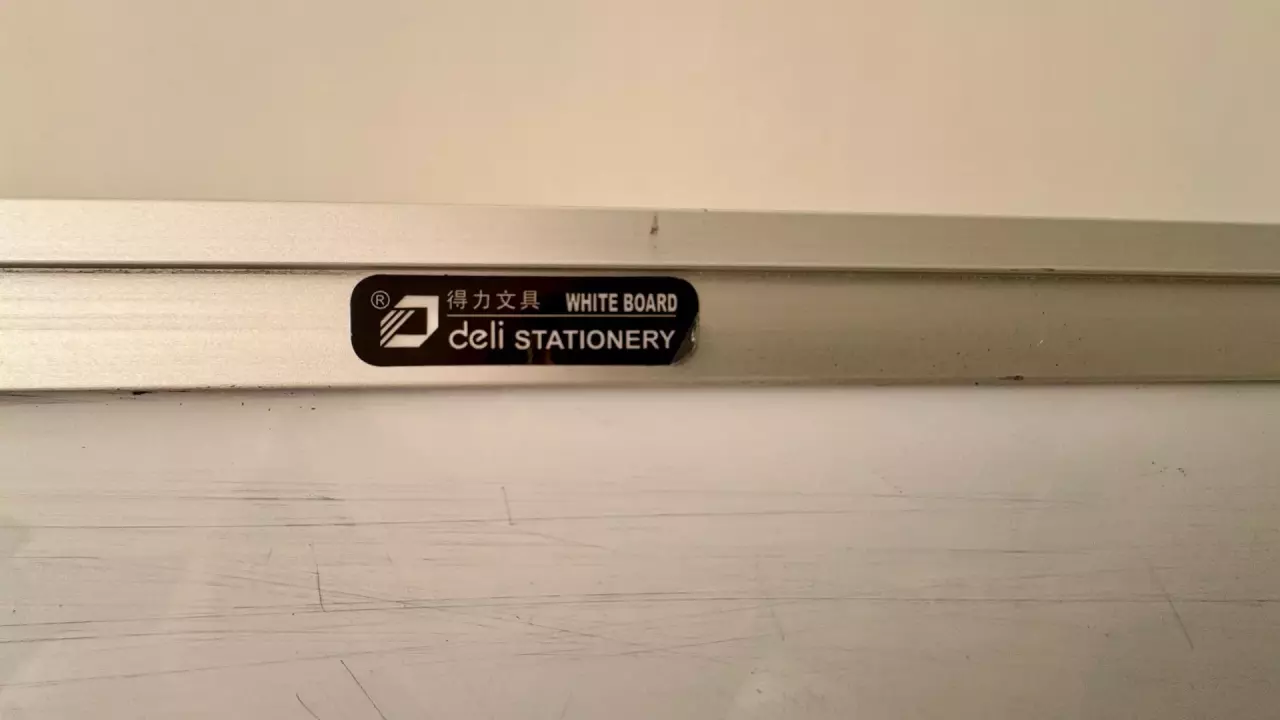 ® 得力文具 WHITE BOARD
deli STATIONERY